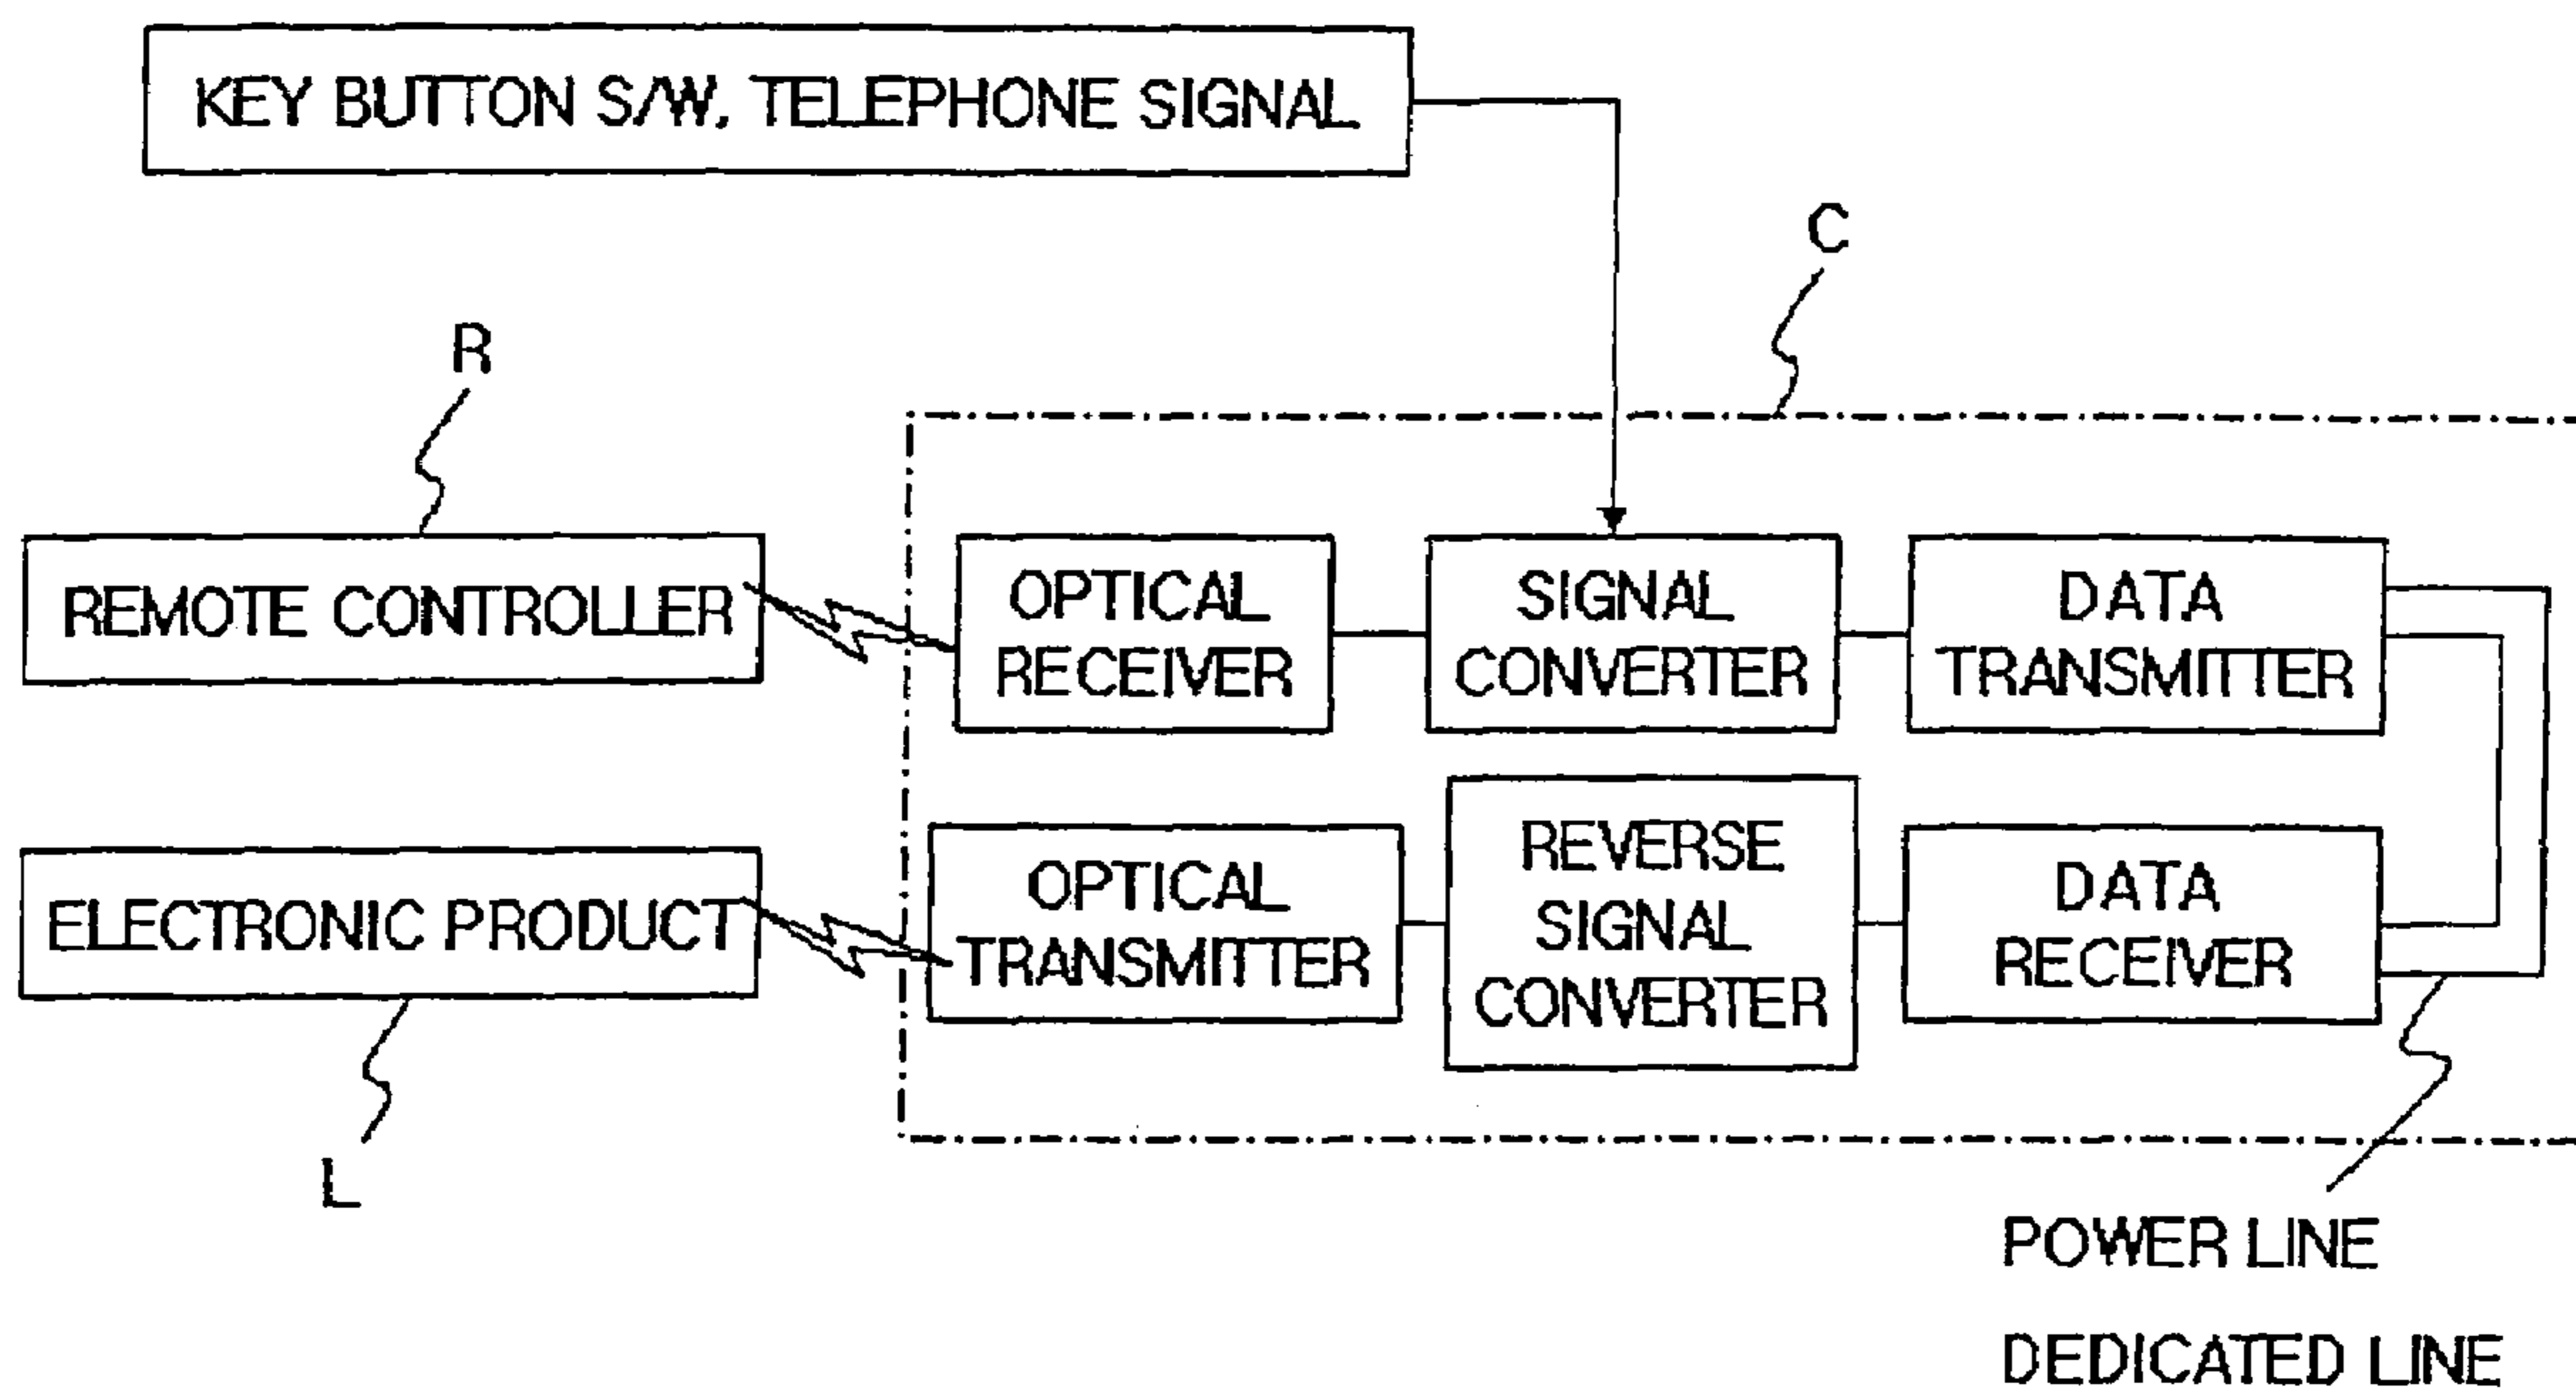 KEY BUTTON S/W, TELEPHONE SIGNAL
C
R
REMOTE CONTROLLER
OPTICAL
RECEIVER
SIGNAL
CONVERTER
DATA
TRANSMITTER
ELECTRONIC PRODUCT
OPTICAL
TRANSMITTER
REVERSE
SIGNAL
CONVERTER
DATA
RECEIVER
L
POWER LINE
DEDICATED LINE